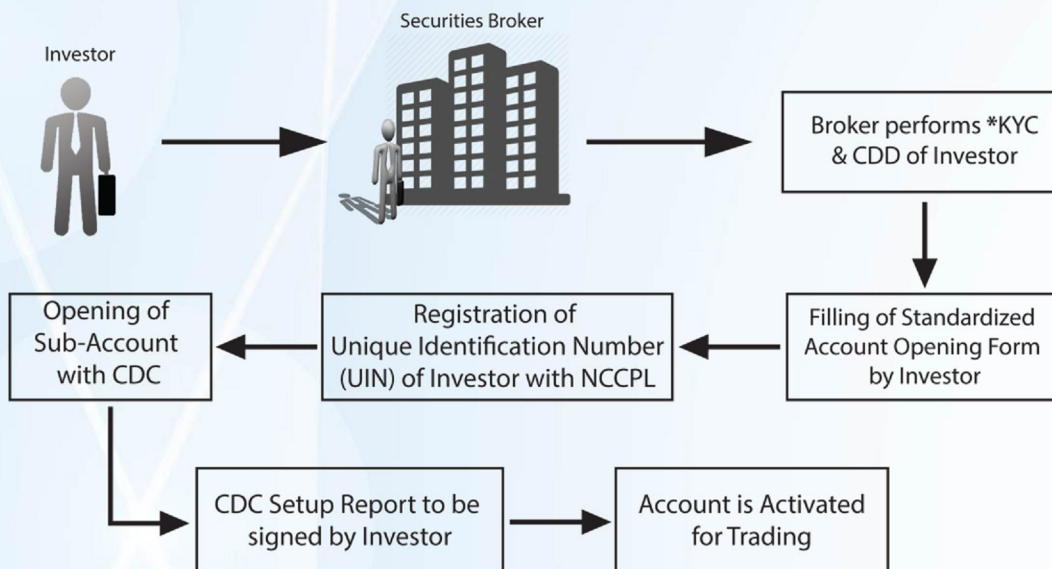 Investor
Securities Broker
Broker performs *KYC
& CDD of Investor
Filling of Standardized
Account Opening Form
by Investor
Registration of
Unique Identification Number
(UIN) of Investor with NCCPL
Opening of
Sub-Account
with CDC
CDC Setup Report to be
signed by Investor
Account is Activated
for Trading